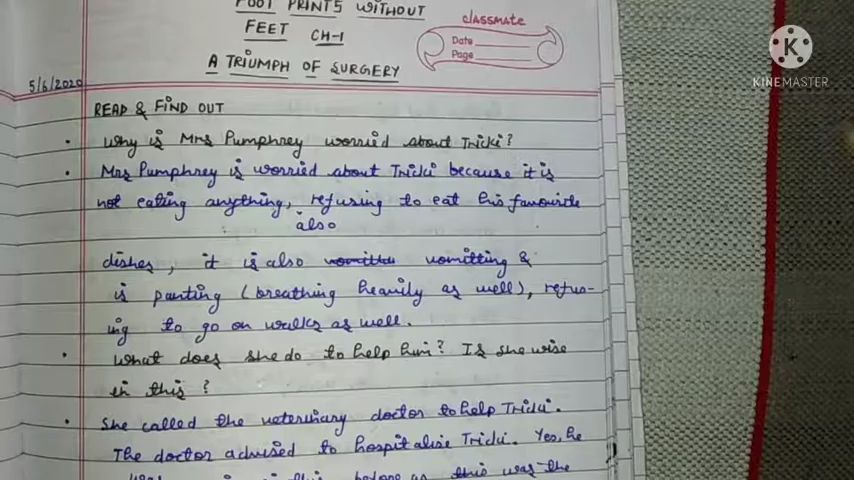 FOOT PRINTS WITHOUT
FEET CH-1
A TRIUMPH OF SURGERY
classmate
Date
Page
5/6/2020
READ & FIND OUT
Why is Mrs Pumphrey worried about Tricki?
Mrs Pumphrey is worried about Tricki because it is
not eating anything, refusing to eat his favourite
also
dishes, it is also vomitting &
is panting (breathing heavily as well), refus-
ing to go on walks as well.
What does she do to help him? Is she wise
in this?
She called the veterinary doctor to help Tricki.
The doctor advised to hospitalise Tricki. Yes, he
this was the
K
KINEMASTER